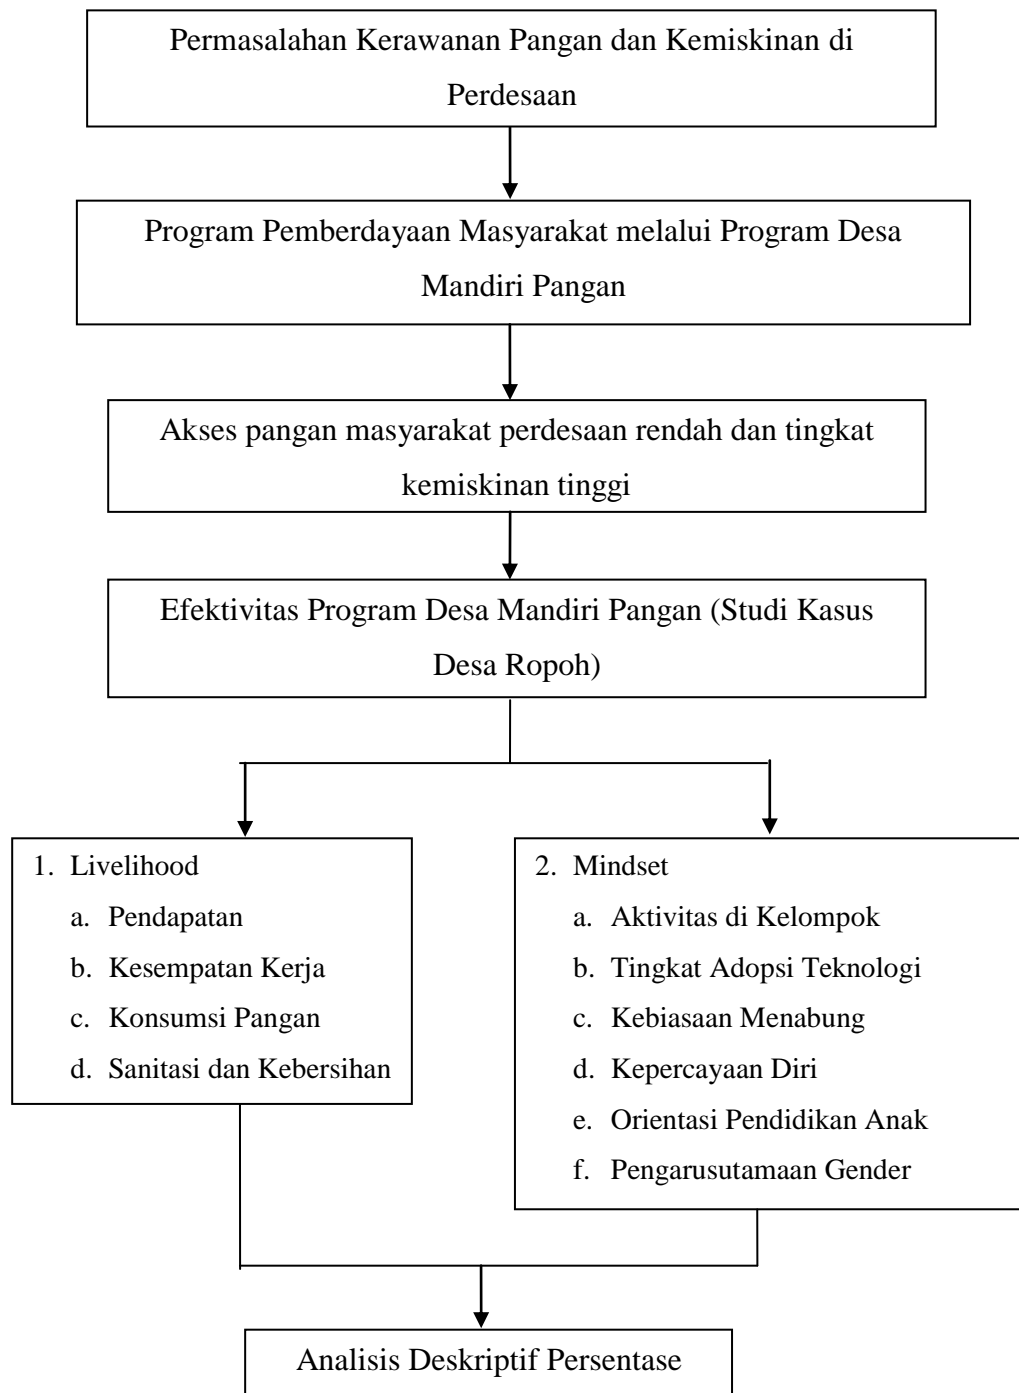 Permasalahan Kerawanan Pangan dan Kemiskinan di
Perdesaan
Program Pemberdayaan Masyarakat melalui Program Desa
Mandiri Pangan
Akses pangan masyarakat perdesaan rendah dan tingkat
kemiskinan tinggi
Efektivitas Program Desa Mandiri Pangan (Studi Kasus
Desa Ropoh)
1. Livelihood
a. Pendapatan
b. Kesempatan Kerja
c. Konsumsi Pangan
d. Sanitasi dan Kebersihan
2. Mindset
a. Aktivitas di Kelompok
b. Tingkat Adopsi Teknologi
c. Kebiasaan Menabung
d. Kepercayaan Diri
e. Orientasi Pendidikan Anak
f. Pengarusutamaan Gender
Analisis Deskriptif Persentase